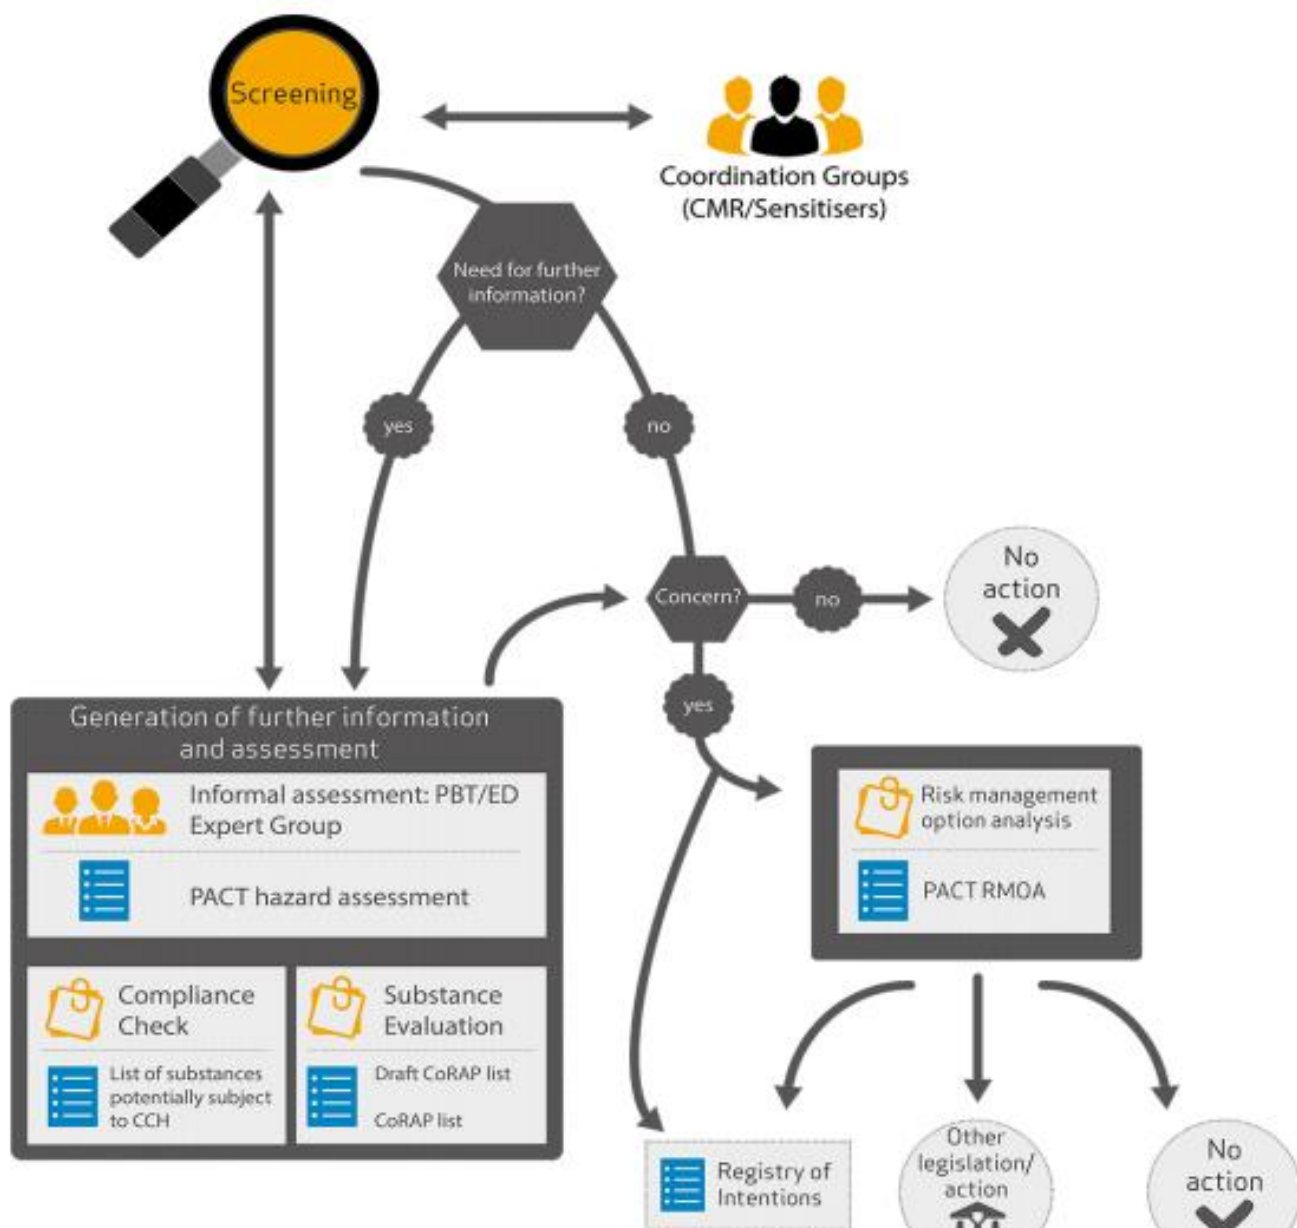 Screening
Coordination Groups
(CMR/Sensitisers)
Need for further
information?
yes
no
Concern?
no
No
action
yes
Generation of further information
and assessment
Informal assessment: PBT/ED
Expert Group
PACT hazard assessment
Compliance
Check
List of substances
potentially subject
to CCH
Substance
Evaluation
Draft CoRAP list
CoRAP list
Risk management
option analysis
PACT RMOA
Registry of
Intentions
Other
legislation/
action
No
action